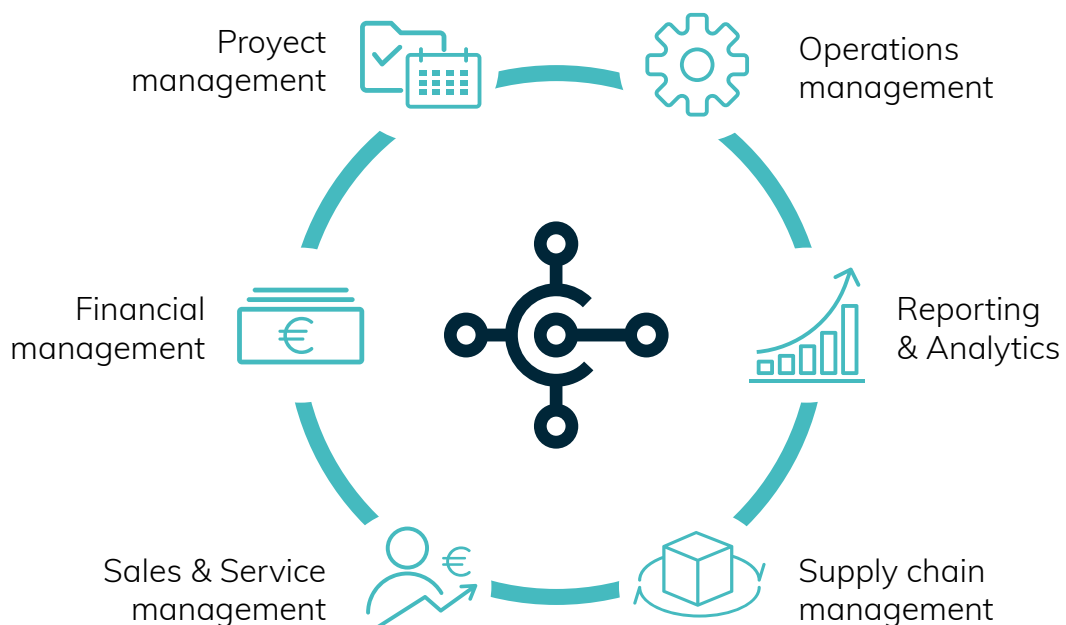 Proyect
management
Operations
management
Financial
management
€
Reporting
& Analytics
Sales & Service
management
€
Supply chain
management